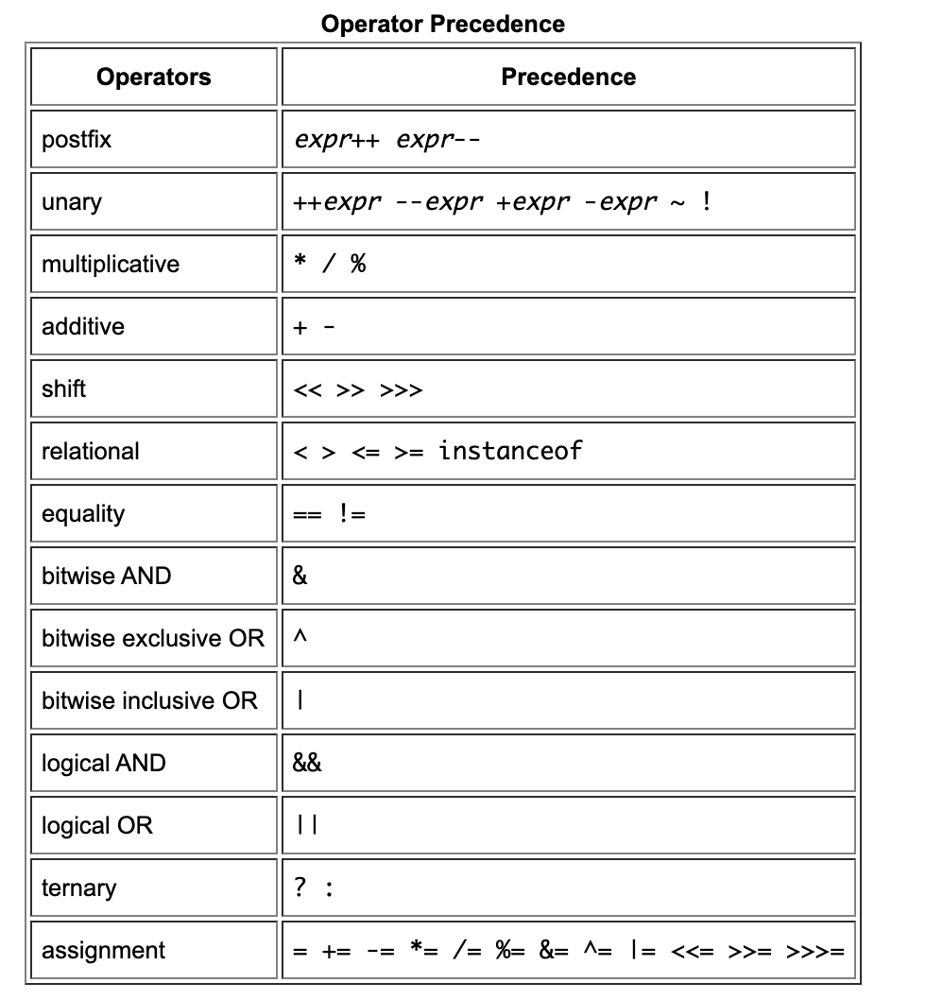 Operator Precedence
Operators Precedence
postfix expr++ expr--
unary ++expr --expr +expr -expr ~ !
multiplicative * / %
additive + -
shift << >> >>>
relational < > <= >= instanceof
equality == !=
bitwise AND &
bitwise exclusive OR ^
bitwise inclusive OR |
logical AND &&
logical OR ||
ternary ? :
assignment = += -= *= /= %= &= ^= |= <<= >>= >>>=